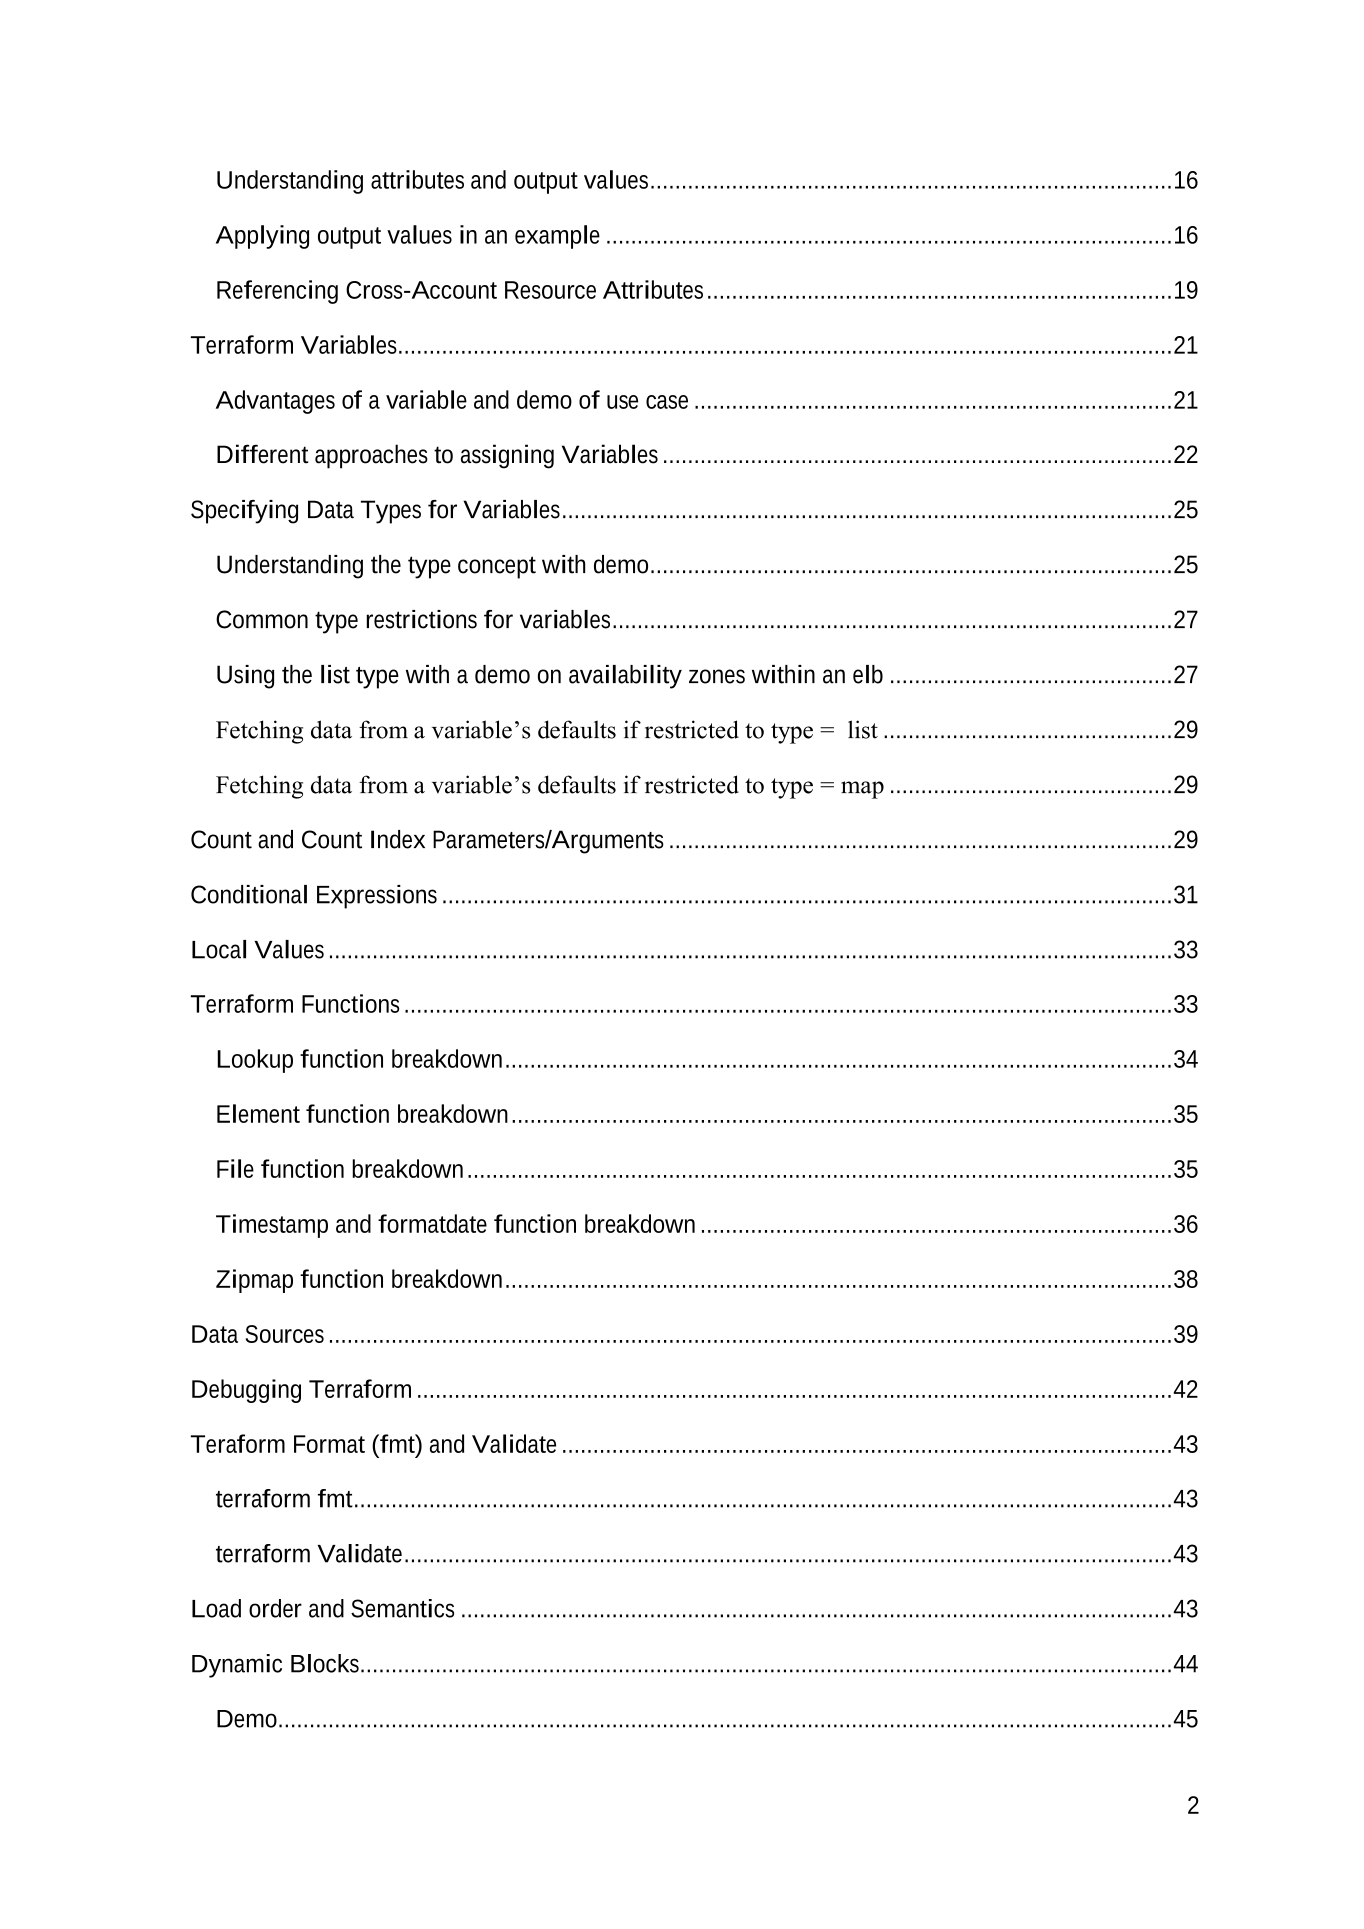 Understanding attributes and output values....................16
Applying output values in an example ....................16
Referencing Cross-Account Resource Attributes....................19
Terraform Variables....................21
Advantages of a variable and demo of use case ....................21
Different approaches to assigning Variables ....................22
Specifying Data Types for Variables....................25
Understanding the type concept with demo....................25
Common type restrictions for variables....................27
Using the list type with a demo on availability zones within an elb ....................27
Fetching data from a variable’s defaults if restricted to type =  list ....................29
Fetching data from a variable’s defaults if restricted to type = map ....................29
Count and Count Index Parameters/Arguments ....................29
Conditional Expressions ....................31
Local Values ....................33
Terraform Functions ....................33
Lookup function breakdown....................34
Element function breakdown....................35
File function breakdown....................35
Timestamp and formatdate function breakdown ....................36
Zipmap function breakdown....................38
Data Sources ....................39
Debugging Terraform ....................42
Teraform Format (fmt) and Validate ....................43
terraform fmt....................43
terraform Validate....................43
Load order and Semantics ....................43
Dynamic Blocks....................44
Demo....................45
2